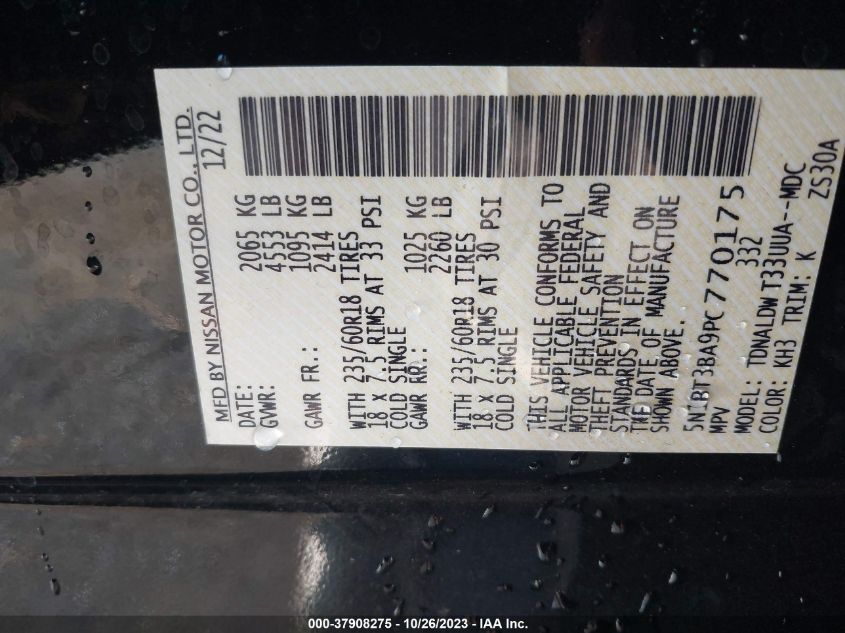 MFD BY NISSAN MOTOR CO., LTD.
DATE: 12/22
GVWR: 2065 KG
4553 LB
GAWR FR.: 1095 KG
2414 LB
WITH 235/60R18 TIRES
18 X 7.5 RIMS AT 33 PSI
COLD SINGLE
GAWR RR.: 1025 KG
2260 LB
WITH 235/60R18 TIRES
18 X 7.5 RIMS AT 30 PSI
COLD SINGLE
THIS VEHICLE CONFORMS TO
ALL APPLICABLE FEDERAL
MOTOR VEHICLE SAFETY AND
THEFT PREVENTION
STANDARDS IN EFFECT ON
THE DATE OF MANUFACTURE
SHOWN ABOVE.
5N1BT3BA9PC770175
MPV 332
MODEL: TDNALDWT33UUA---MDC
COLOR: KH3 TRIM: K ZS30A
000-37908275 - 10/26/2023 - IAA Inc.